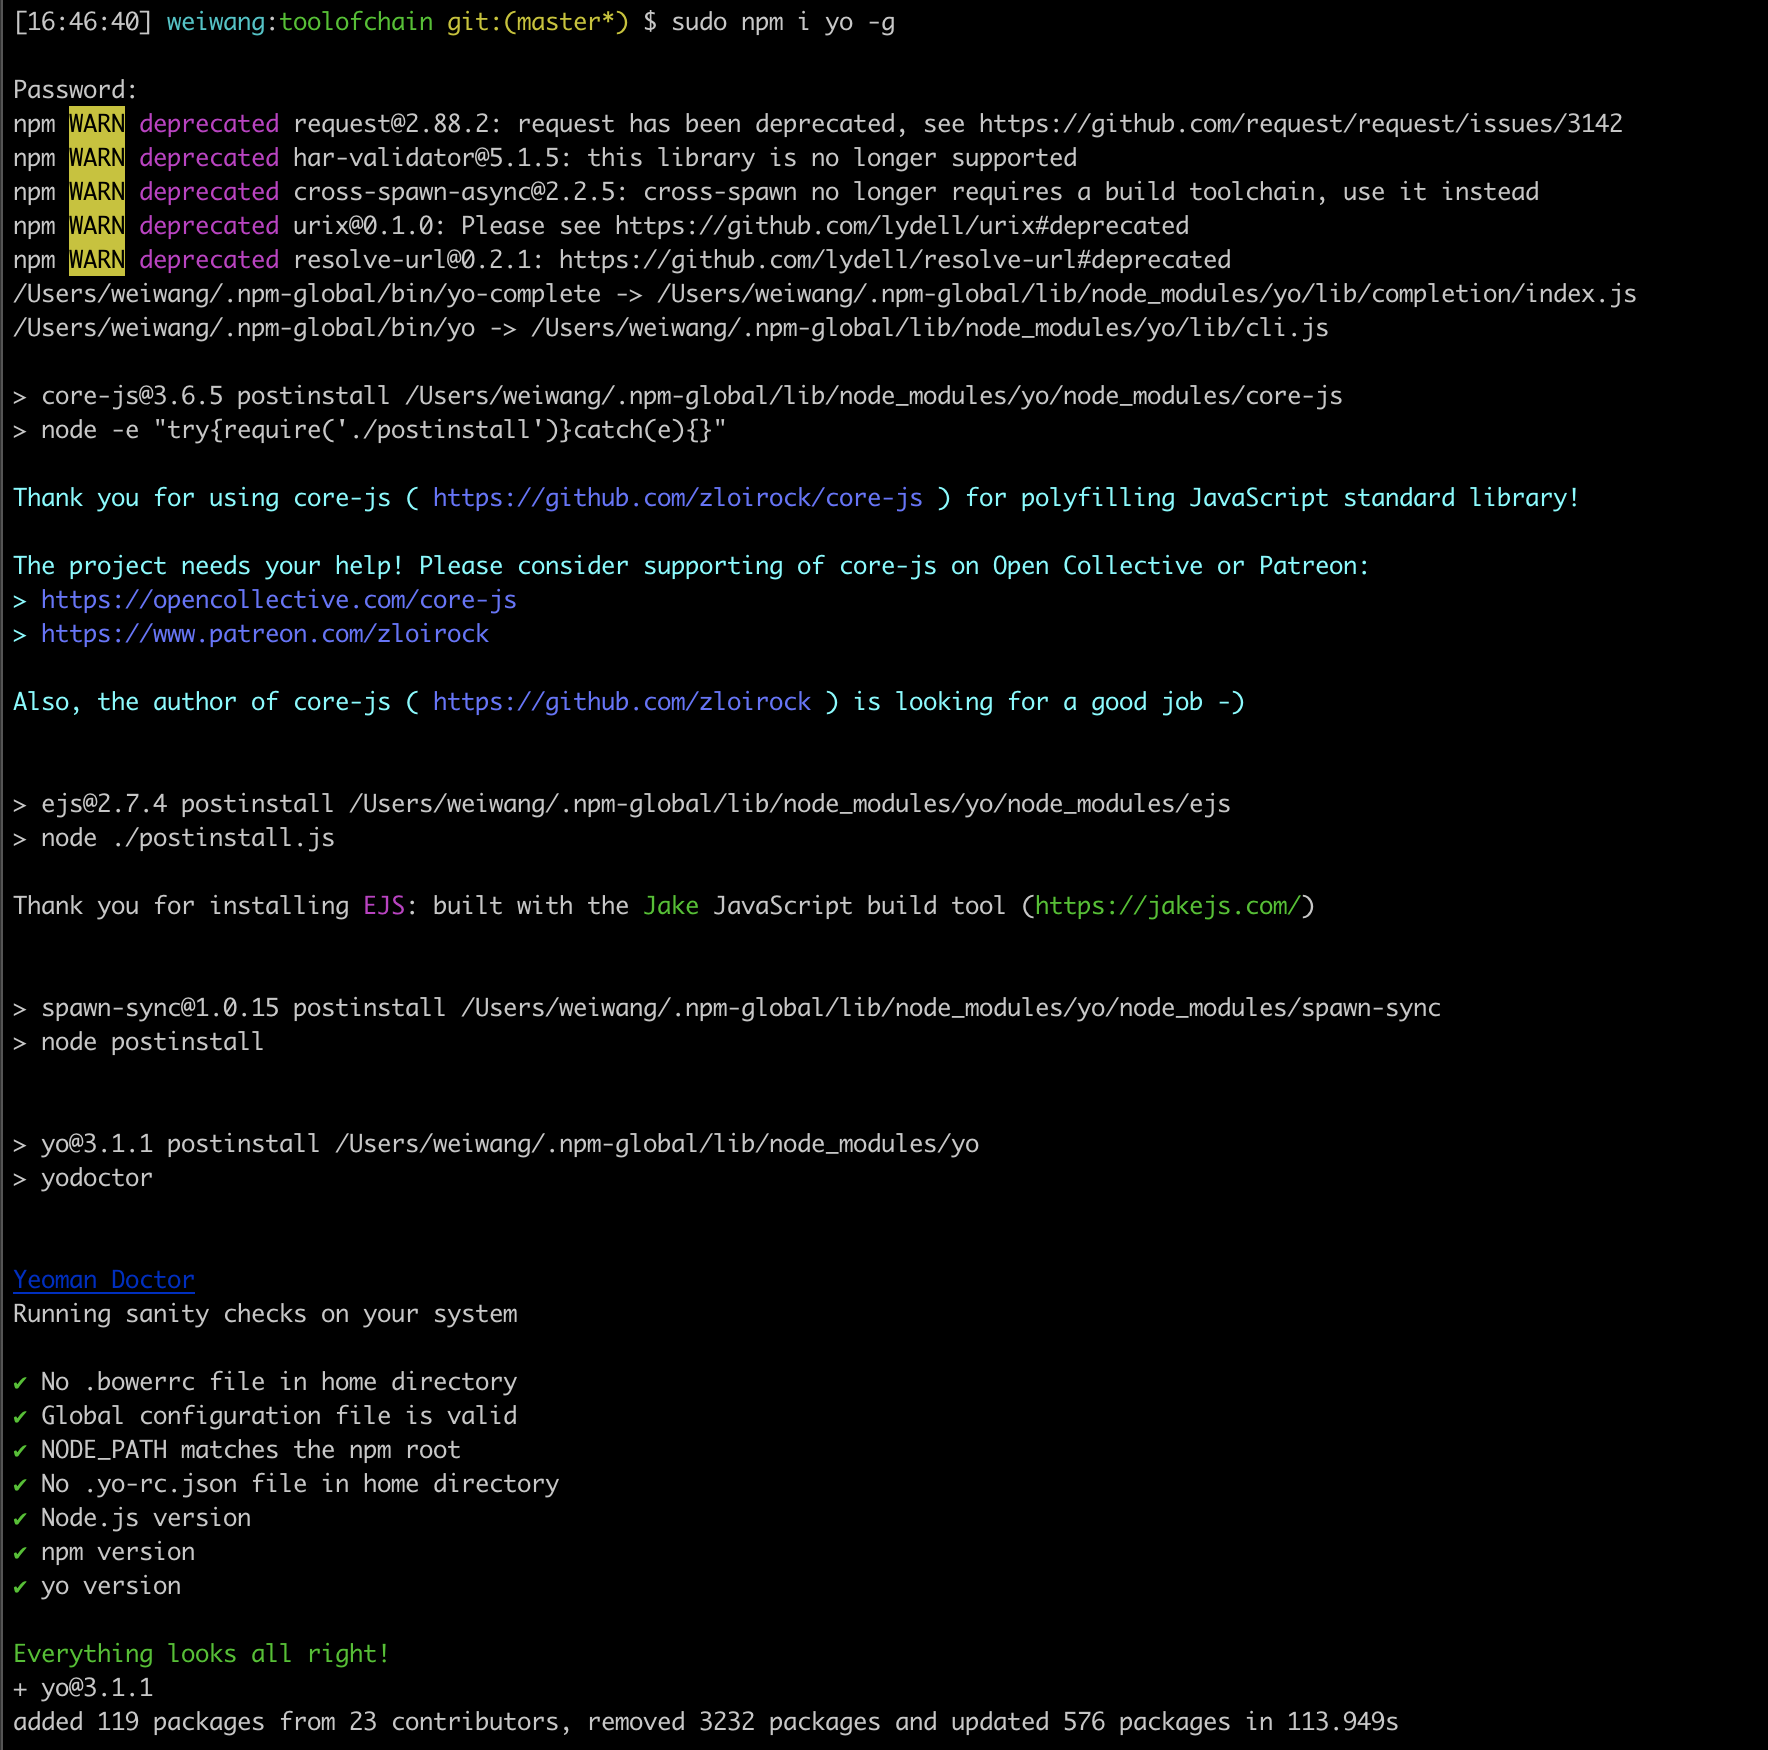 [16:46:40] weiwang:toolofchain git:(master*) $ sudo npm i yo -g
Password:
npm WARN deprecated request@2.88.2: request has been deprecated, see https://github.com/request/request/issues/3142
npm WARN deprecated har-validator@5.1.5: this library is no longer supported
npm WARN deprecated cross-spawn-async@2.2.5: cross-spawn no longer requires a build toolchain, use it instead
npm WARN deprecated urix@0.1.0: Please see https://github.com/lydell/urix#deprecated
npm WARN deprecated resolve-url@0.2.1: https://github.com/lydell/resolve-url#deprecated
/Users/weiwang/.npm-global/bin/yo-complete -> /Users/weiwang/.npm-global/lib/node_modules/yo/lib/completion/index.js
/Users/weiwang/.npm-global/bin/yo -> /Users/weiwang/.npm-global/lib/node_modules/yo/lib/cli.js
> core-js@3.6.5 postinstall /Users/weiwang/.npm-global/lib/node_modules/yo/node_modules/core-js
> node -e "try{require('./postinstall')}catch(e){}"
Thank you for using core-js ( https://github.com/zloirock/core-js ) for polyfilling JavaScript standard library!
The project needs your help! Please consider supporting of core-js on Open Collective or Patreon:
> https://opencollective.com/core-js
> https://www.patreon.com/zloirock
Also, the author of core-js ( https://github.com/zloirock ) is looking for a good job -)
> ejs@2.7.4 postinstall /Users/weiwang/.npm-global/lib/node_modules/yo/node_modules/ejs
> node ./postinstall.js
Thank you for installing EJS: built with the Jake JavaScript build tool (https://jakejs.com/)
> spawn-sync@1.0.15 postinstall /Users/weiwang/.npm-global/lib/node_modules/yo/node_modules/spawn-sync
> node postinstall
> yo@3.1.1 postinstall /Users/weiwang/.npm-global/lib/node_modules/yo
> yodoctor
Yeoman Doctor
Running sanity checks on your system
✔ No .bowerrc file in home directory
✔ Global configuration file is valid
✔ NODE_PATH matches the npm root
✔ No .yo-rc.json file in home directory
✔ Node.js version
✔ npm version
✔ yo version
Everything looks all right!
+ yo@3.1.1
added 119 packages from 23 contributors, removed 3232 packages and updated 576 packages in 113.949s